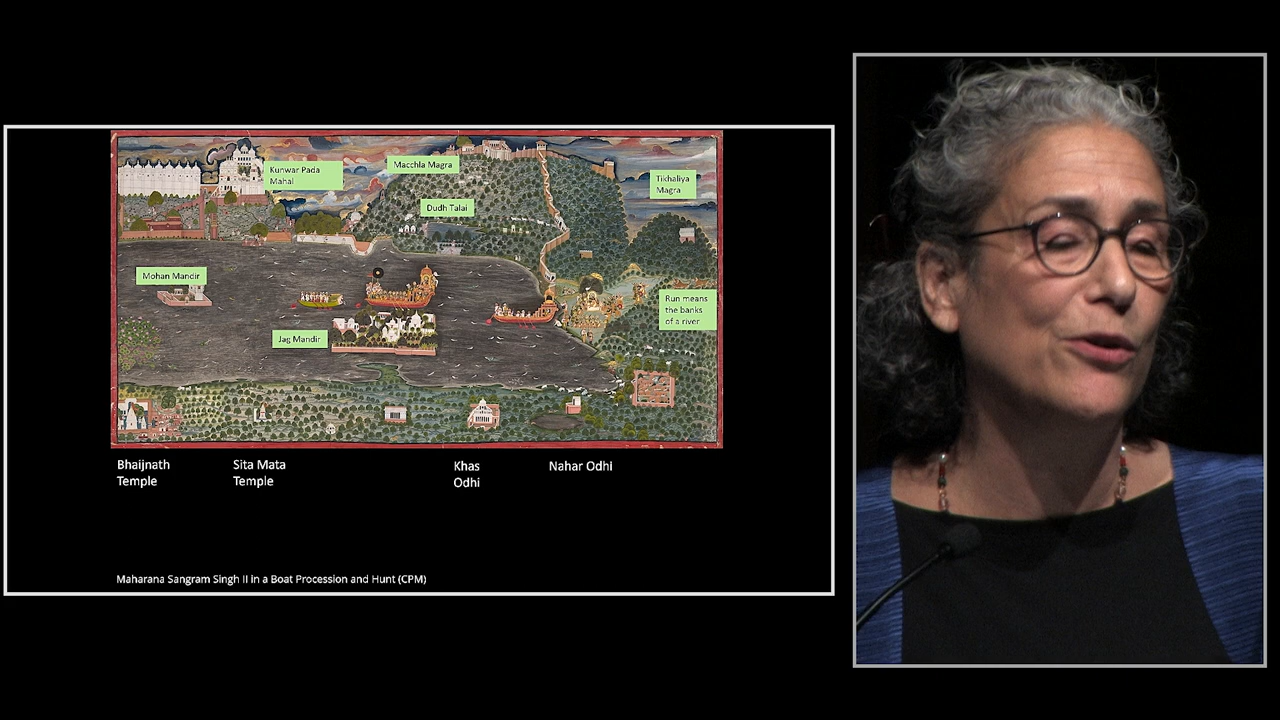 Kunwar Pada
Mahal
Macchla Magra
Tikhaliya
Magra
Dudh Talai
Mohan Mandir
Run means
the banks
of a river
Jag Mandir
Bhaijnath
Temple
Sita Mata
Temple
Khas
Odhi
Nahar Odhi
Maharana Sangram Singh II in a Boat Procession and Hunt (CPM)